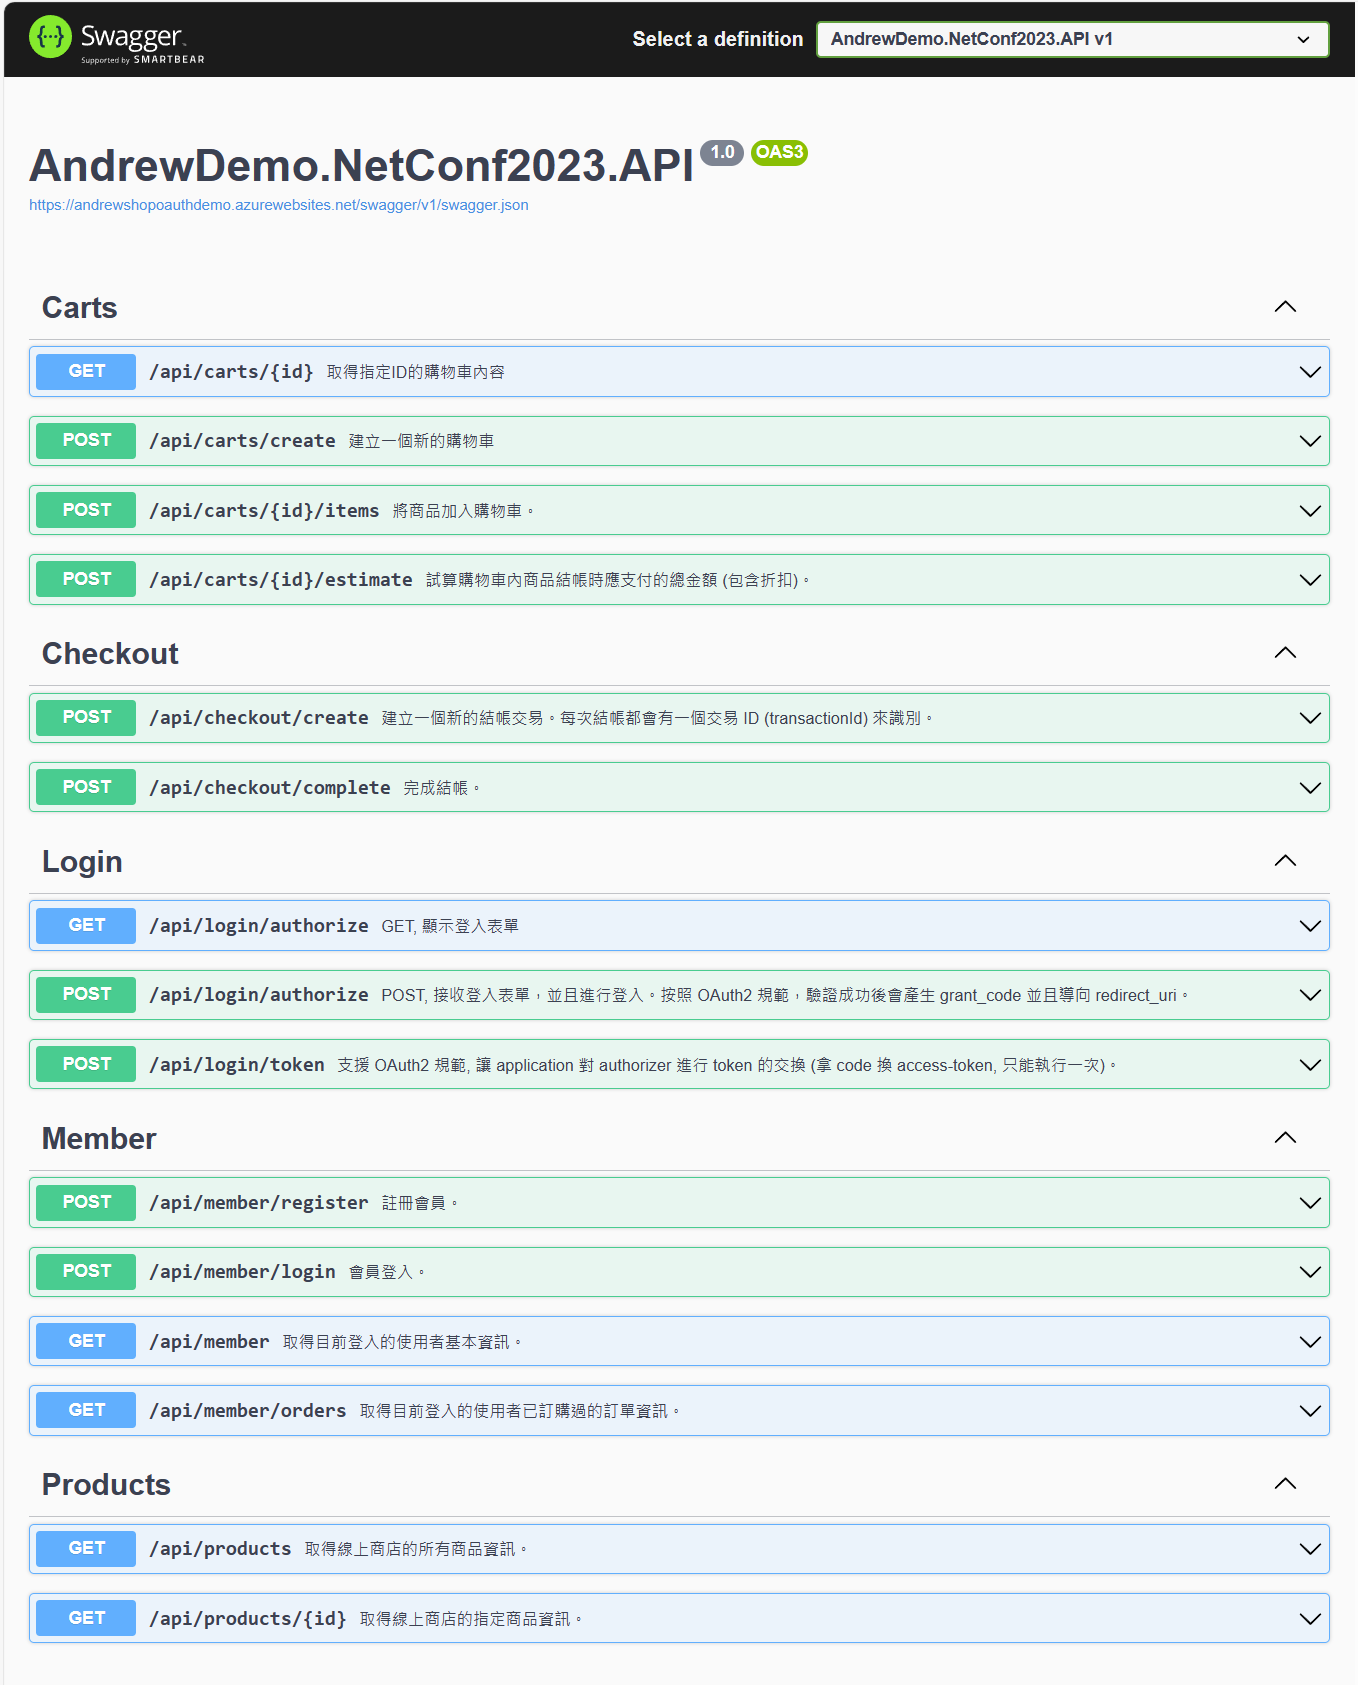 Swagger
Supported by SMARTBEAR
Select a definition
AndrewDemo.NetConf2023.API v1
AndrewDemo.NetConf2023.API 1.0 OAS3
https://andrewshopoauthdemo.azurewebsites.net/swagger/v1/swagger.json
Carts
GET /api/carts/{id} 取得指定ID的購物車內容
POST /api/carts/create 建立一個新的購物車
POST /api/carts/{id}/items 將商品加入購物車。
POST /api/carts/{id}/estimate 試算購物車內商品結帳時應支付的總金額 (包含折扣)。
Checkout
POST /api/checkout/create 建立一個新的結帳交易。每次結帳都會有一個交易 ID (transactionId) 來識別。
POST /api/checkout/complete 完成結帳。
Login
GET /api/login/authorize GET, 顯示登入表單
POST /api/login/authorize POST, 接收登入表單，並且進行登入。按照 OAuth2 規範，驗證成功後會產生 grant_code 並且導向 redirect_uri。
POST /api/login/token 支援 OAuth2 規範, 讓 application 對 authorizer 進行 token 的交換 (拿 code 換 access-token, 只能執行一次)。
Member
POST /api/member/register 註冊會員。
POST /api/member/login 會員登入。
GET /api/member 取得目前登入的使用者基本資訊。
GET /api/member/orders 取得目前登入的使用者已訂購過的訂單資訊。
Products
GET /api/products 取得線上商店的所有商品資訊。
GET /api/products/{id} 取得線上商店的指定商品資訊。